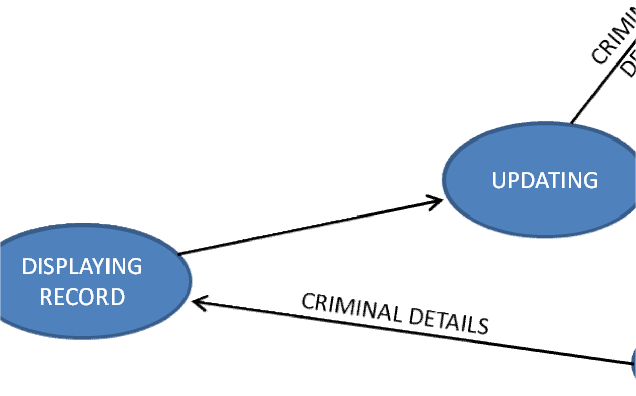 UPDATING
DISPLAYING
RECORD
CRIMINAL DETAILS